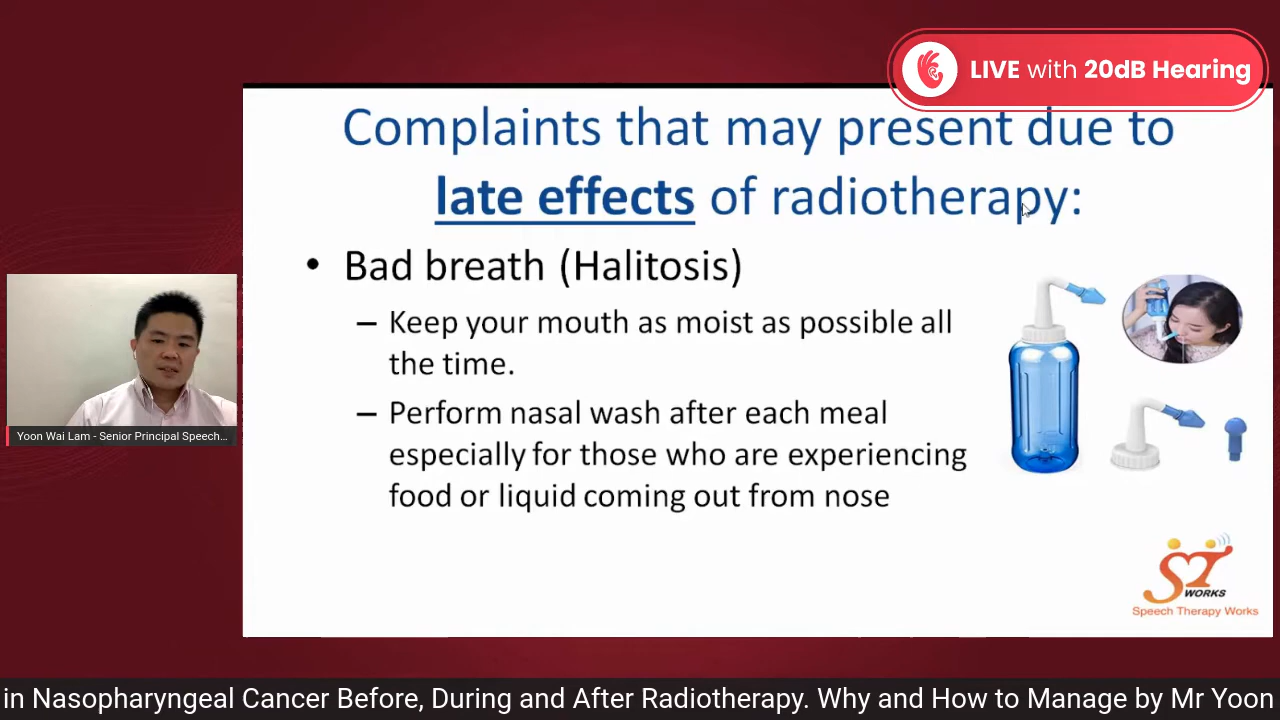 LIVE with 20dB Hearing
Complaints that may present due to
late effects of radiotherapy:
• Bad breath (Halitosis)
– Keep your mouth as moist as possible all
the time.
– Perform nasal wash after each meal
especially for those who are experiencing
food or liquid coming out from nose
WORKS
Speech Therapy Works
Yoon Wai Lam - Senior Principal Speech...
in Nasopharyngeal Cancer Before, During and After Radiotherapy. Why and How to Manage by Mr Yoon